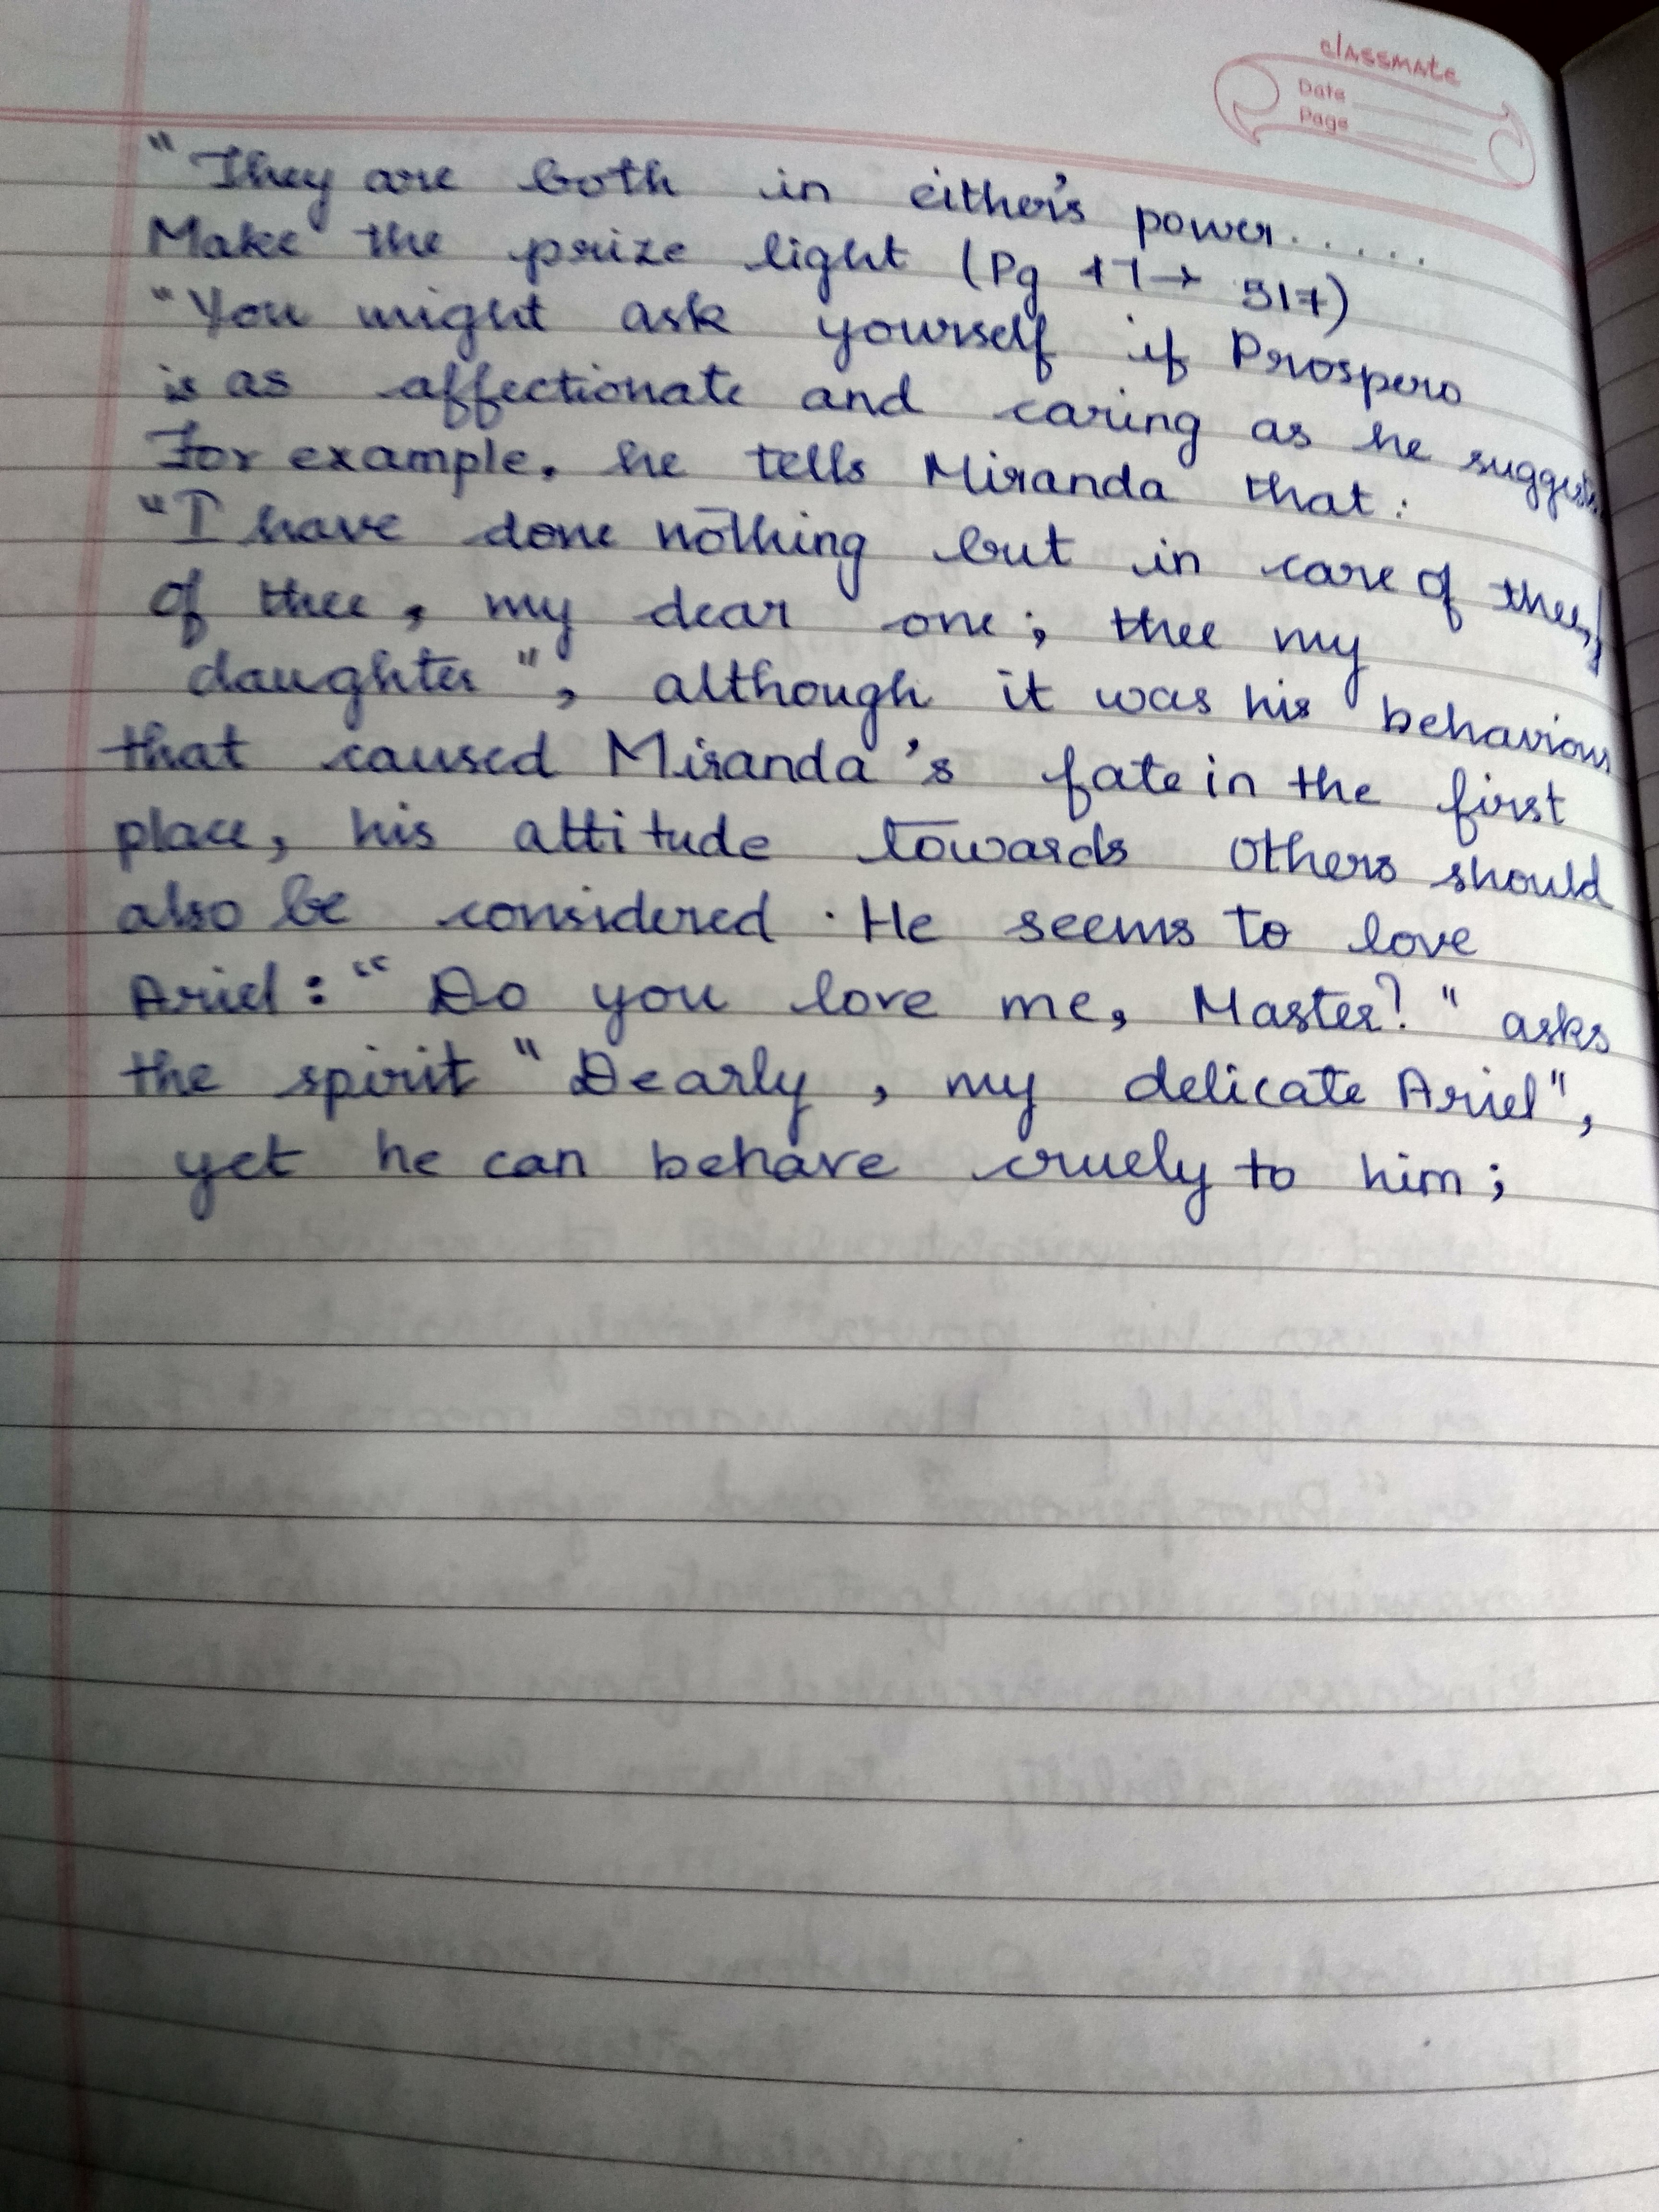 classmate
Date
Page
"They are both in either's power.....
Make the prize light (Pg 47→ 517)
"You might ask yourself if Prospero
is as affectionate and caring as he suggests.
For example. he tells Miranda that:
"I have done nothing but in care of thee,/
of thee, my dear one; thee my
daughter", although it was his behaviour
that caused Miranda's fate in the first
place, his attitude towards others should
also be considered. He seems to love
Ariel: "Do you love me, Master?" asks
the spirit "Dearly, my delicate Ariel",
yet he can behave cruely to him;